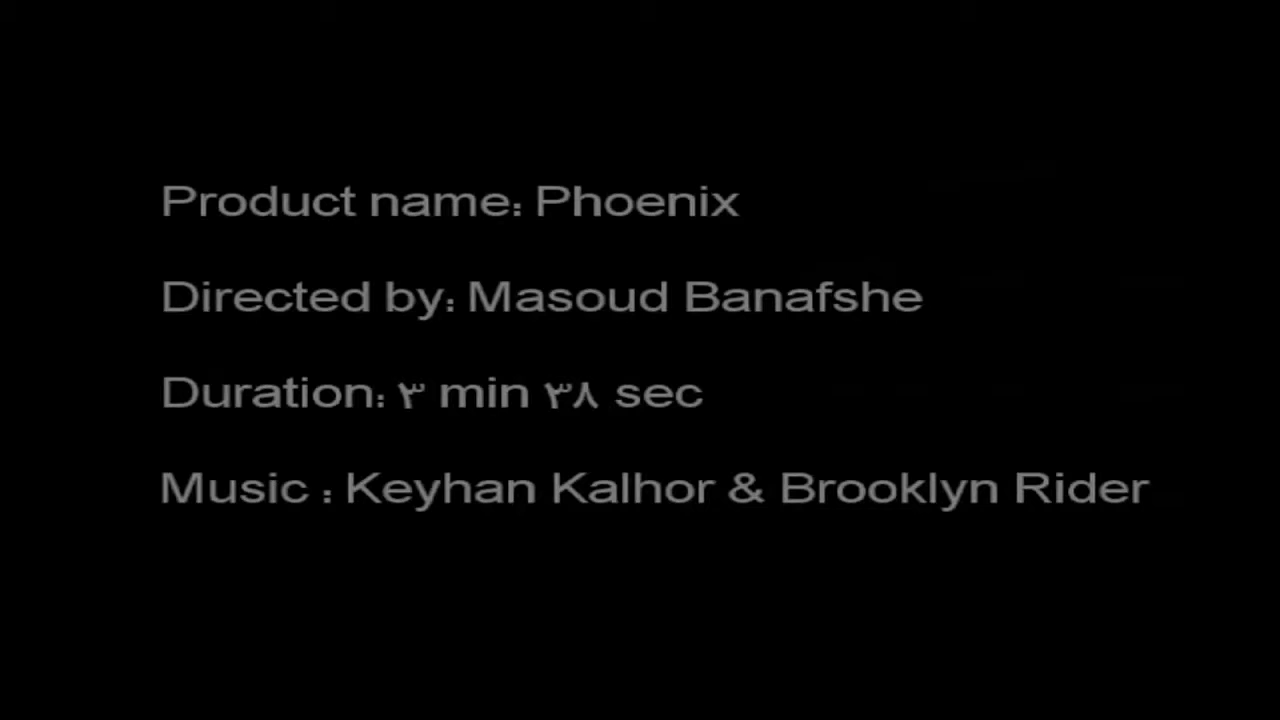 Product name: Phoenix
Directed by: Masoud Banafshe
Duration: ۳ min ۳۸ sec
Music : Keyhan Kalhor & Brooklyn Rider